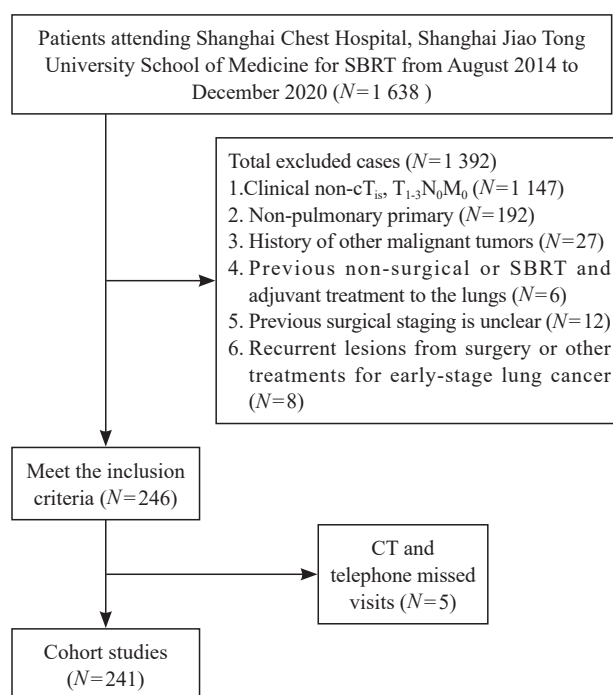 Patients attending Shanghai Chest Hospital, Shanghai Jiao Tong
University School of Medicine for SBRT from August 2014 to
December 2020 (N=1 638 )
Total excluded cases (N=1 392)
1.Clinical non-cTis, T1-3N0M0 (N=1 147)
2. Non-pulmonary primary (N=192)
3. History of other malignant tumors (N=27)
4. Previous non-surgical or SBRT and
adjuvant treatment to the lungs (N=6)
5. Previous surgical staging is unclear (N=12)
6. Recurrent lesions from surgery or other
treatments for early-stage lung cancer
(N=8)
Meet the inclusion
criteria (N=246)
CT and
telephone missed
visits (N=5)
Cohort studies
(N=241)